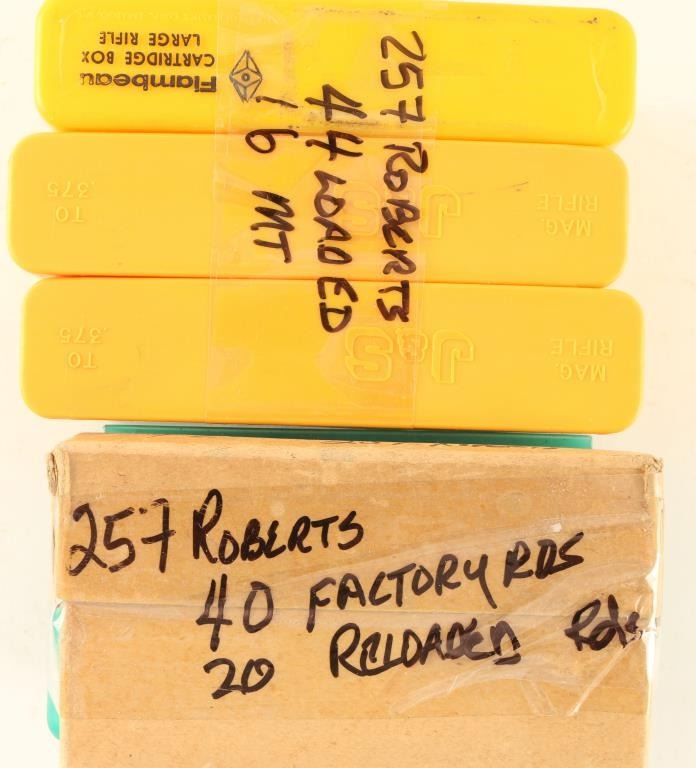 Flambeau
CARTRIDGE BOX
LARGE RIFLE
257 ROBERTS
44 LOADED
16 MT
TO
.375
J&S
MAG.
RIFLE
TO
.375
J&S
MAG.
RIFLE
257 ROBERTS
40 FACTORY RDS
20 RELOADED Rds